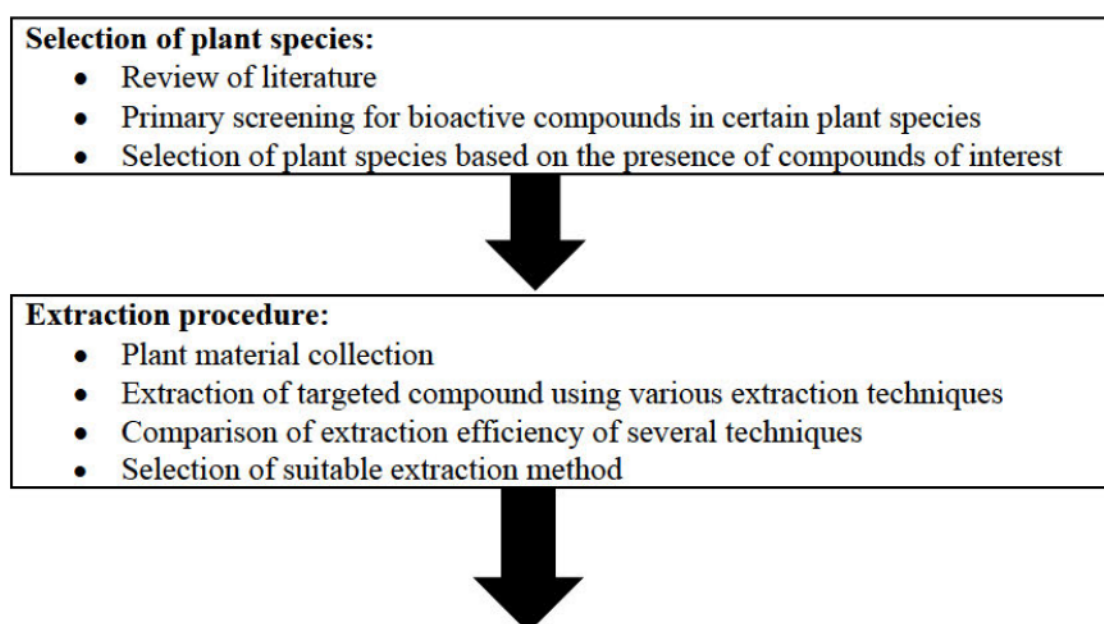 Selection of plant species:
• Review of literature
• Primary screening for bioactive compounds in certain plant species
• Selection of plant species based on the presence of compounds of interest
Extraction procedure:
• Plant material collection
• Extraction of targeted compound using various extraction techniques
• Comparison of extraction efficiency of several techniques
• Selection of suitable extraction method